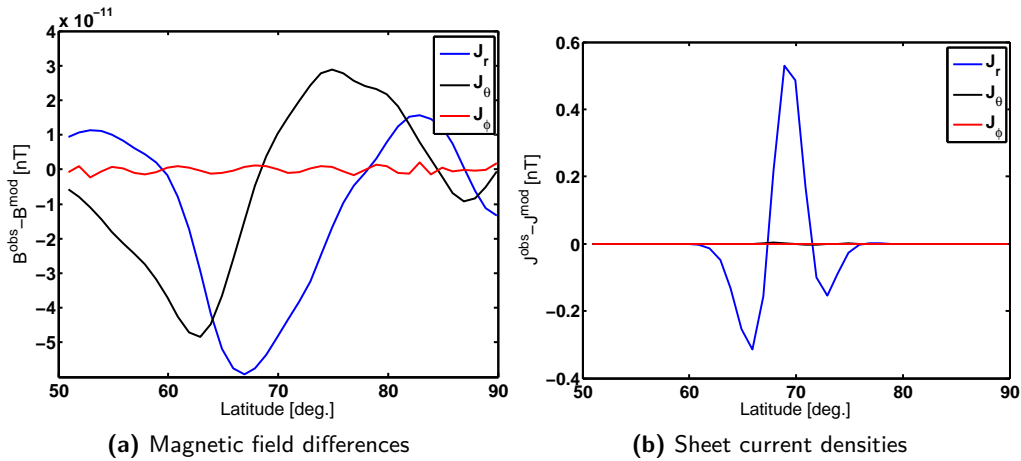 x 10⁻¹¹
4
3
2
1
0
−1
−2
−3
−4
−5
B^obs−B^mod [nT]
50 60 70 80 90
Latitude [deg.]
J_r
J_θ
J_ϕ
(a) Magnetic field differences
0.6
0.4
0.2
0
−0.2
−0.4
J^obs−J^mod [nT]
50 60 70 80 90
Latitude [deg.]
J_r
J_θ
J_ϕ
(b) Sheet current densities